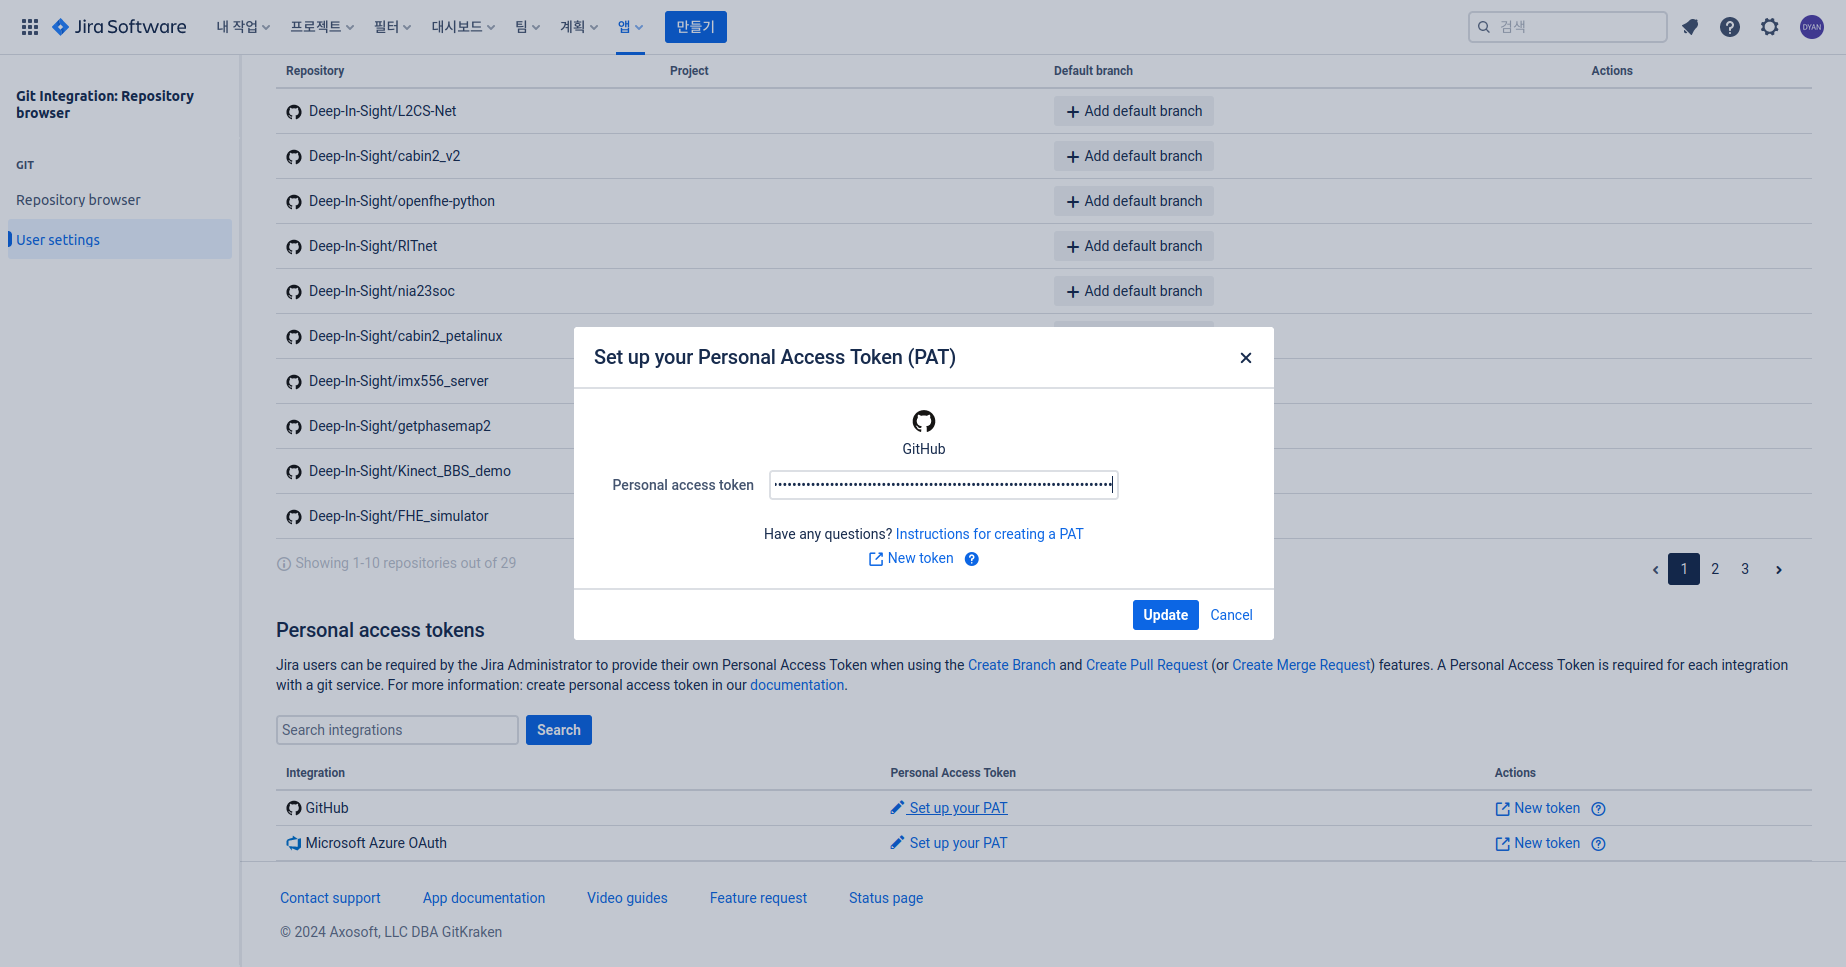 Jira Software 내 작업 프로젝트 필터 대시보드 팀 계획 앱 만들기 검색 DYAN
Git Integration: Repository
browser
GIT
Repository browser
User settings
Repository Project Default branch Actions
Deep-In-Sight/L2CS-Net + Add default branch
Deep-In-Sight/cabin2_v2 + Add default branch
Deep-In-Sight/openfhe-python + Add default branch
Deep-In-Sight/RITnet + Add default branch
Deep-In-Sight/nia23soc + Add default branch
Deep-In-Sight/cabin2_petalinux
Deep-In-Sight/imx556_server
Deep-In-Sight/getphasemap2
Deep-In-Sight/Kinect_BBS_demo
Deep-In-Sight/FHE_simulator
Showing 1-10 repositories out of 29
1 2 3
Set up your Personal Access Token (PAT)
GitHub
Personal access token
Have any questions? Instructions for creating a PAT
New token
Update Cancel
Personal access tokens
Jira users can be required by the Jira Administrator to provide their own Personal Access Token when using the Create Branch and Create Pull Request (or Create Merge Request) features. A Personal Access Token is required for each integration
with a git service. For more information: create personal access token in our documentation.
Search integrations Search
Integration Personal Access Token Actions
GitHub Set up your PAT New token
Microsoft Azure OAuth Set up your PAT New token
Contact support App documentation Video guides Feature request Status page
© 2024 Axosoft, LLC DBA GitKraken